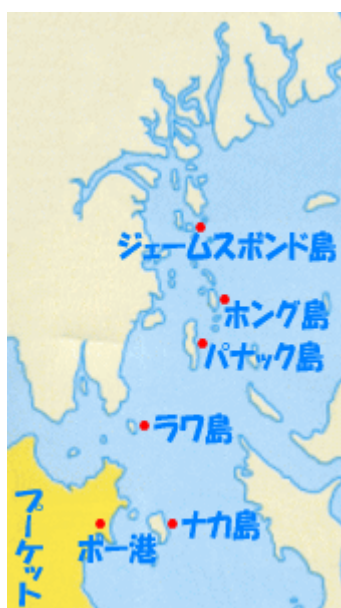 ジェームスボンド島
ホング島
パナック島
ラワ島
ナカ島
ポー港
プーケット